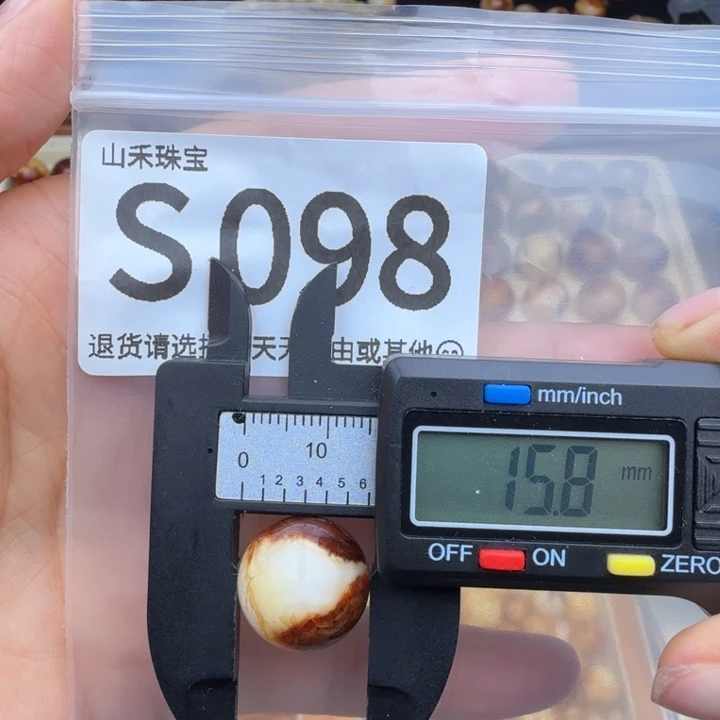 山禾珠宝
S098
退货请选 天 由或其他
mm/inch
15.8 mm
0 10
1 2 3 4 5 6
OFF ON ZERO